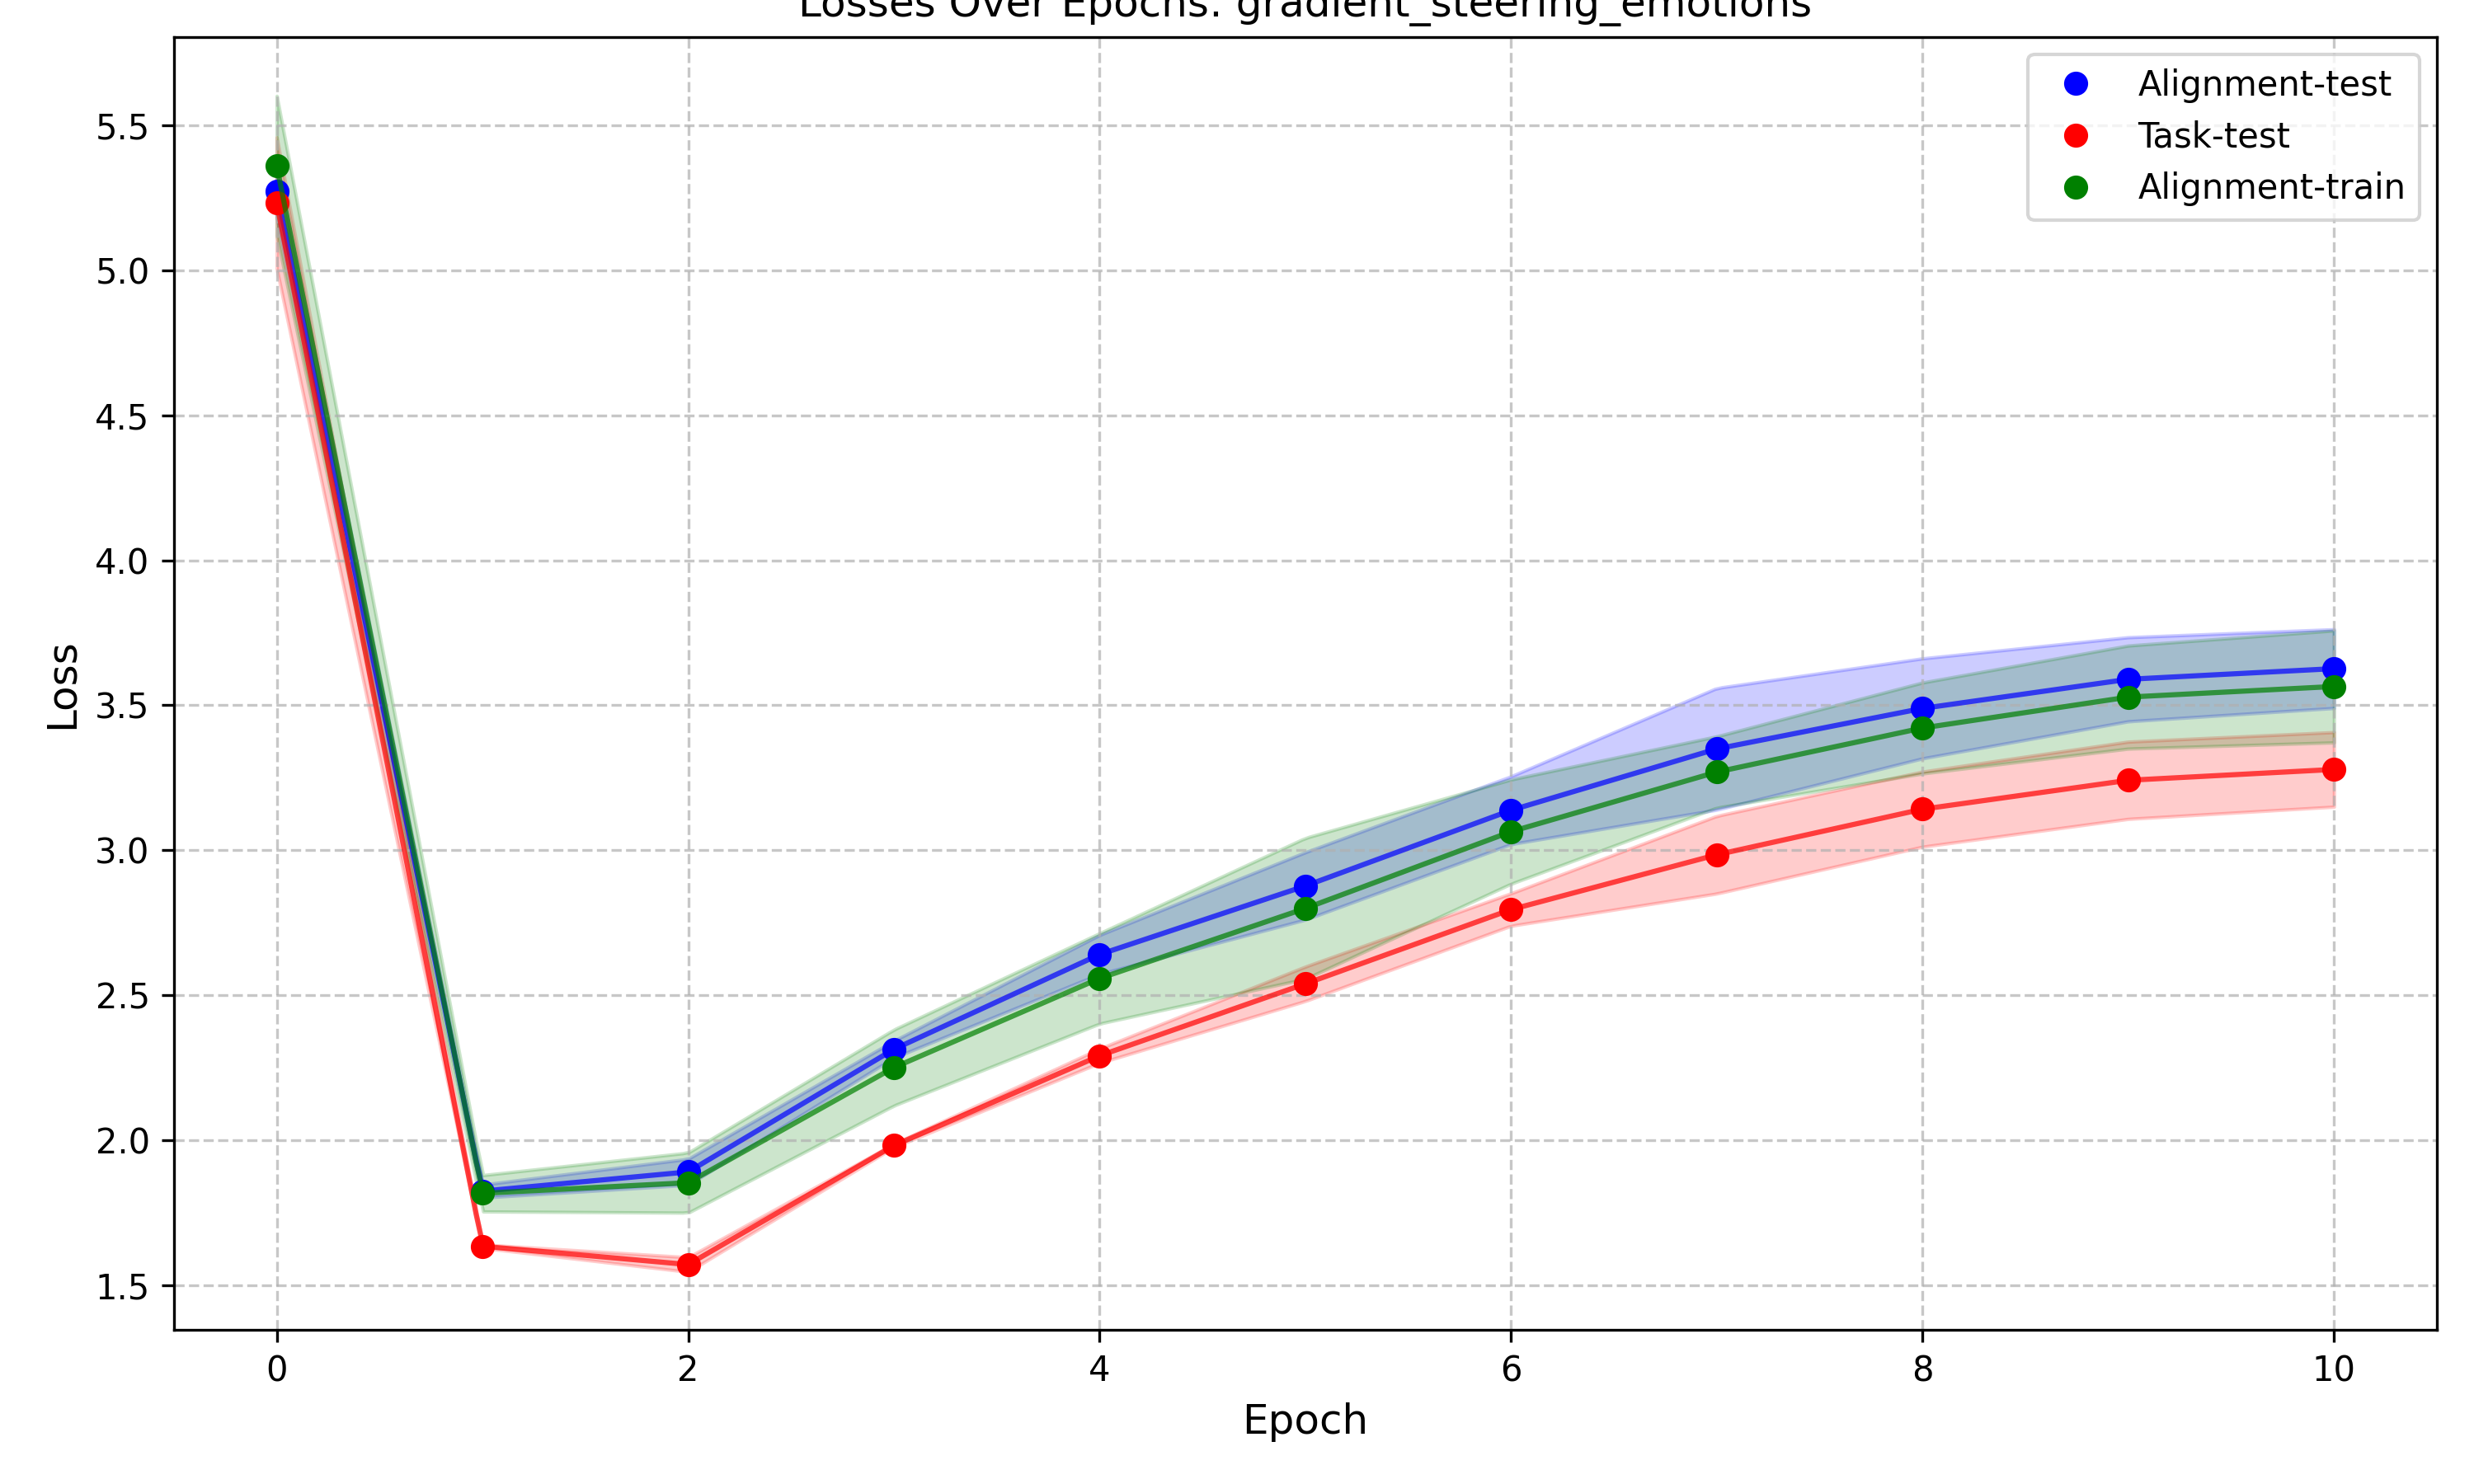 Losses Over Epochs: gradient_steering_emotions
Alignment-test
Task-test
Alignment-train
5.5
5.0
4.5
4.0
3.5
3.0
2.5
2.0
1.5
Loss
0 2 4 6 8 10
Epoch